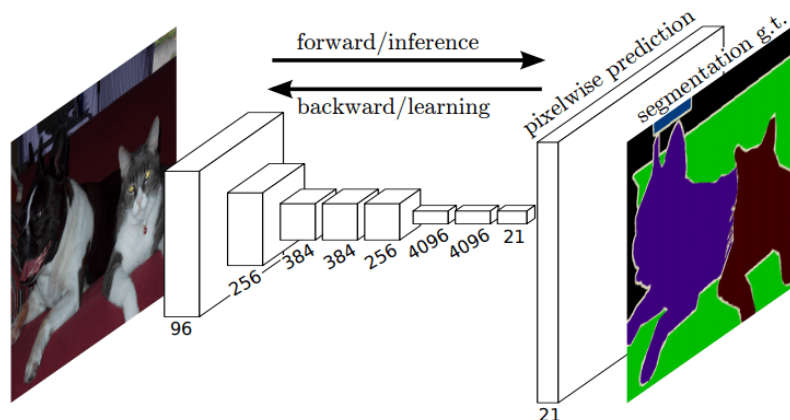 forward/inference
backward/learning
pixelwise prediction
segmentation g.t.
96
256
384
384
256
4096
4096
21
21